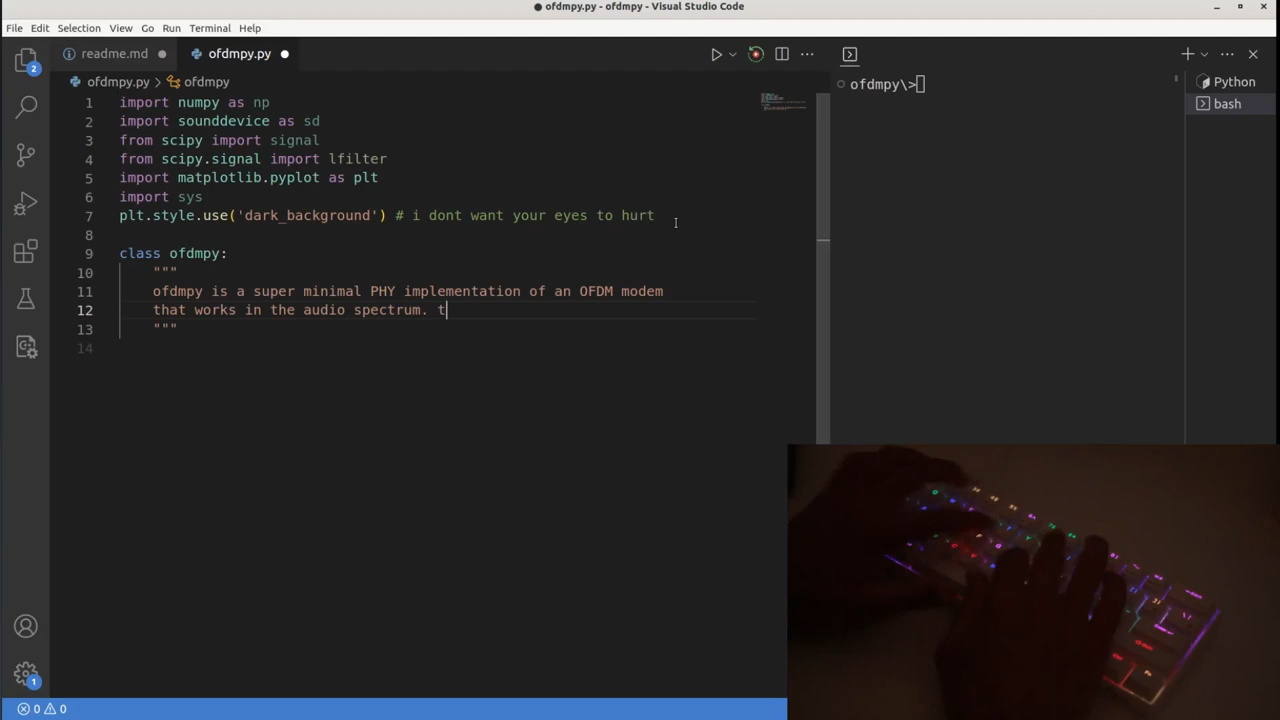 ● ofdmpy.py - ofdmpy - Visual Studio Code
File Edit Selection View Go Run Terminal Help
readme.md ofdmpy.py
ofdmpy.py > ofdmpy
1 import numpy as np
2 import sounddevice as sd
3 from scipy import signal
4 from scipy.signal import lfilter
5 import matplotlib.pyplot as plt
6 import sys
7 plt.style.use('dark_background') # i dont want your eyes to hurt
8
9 class ofdmpy:
10 """
11 ofdmpy is a super minimal PHY implementation of an OFDM modem
12 that works in the audio spectrum. t
13 """
14
ofdmpy\>
Python
bash
2
1
0 0